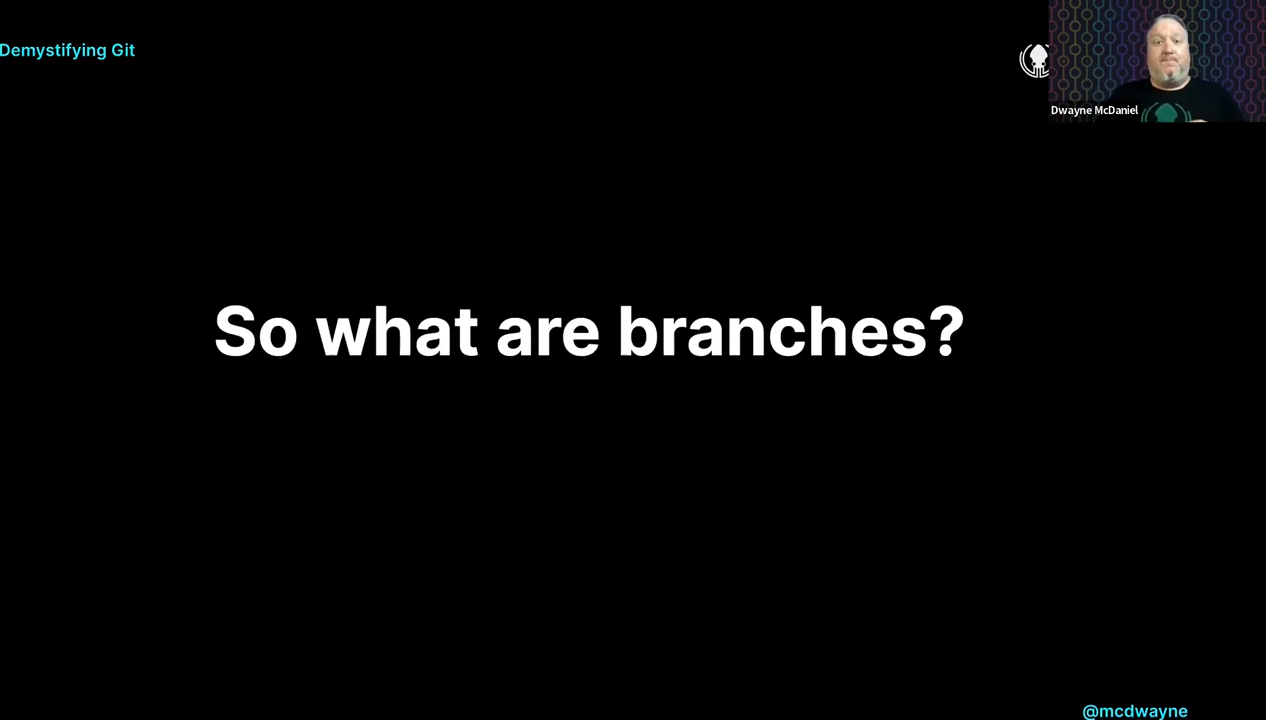 Demystifying Git
Dwayne McDaniel
So what are branches?
@mcdwayne